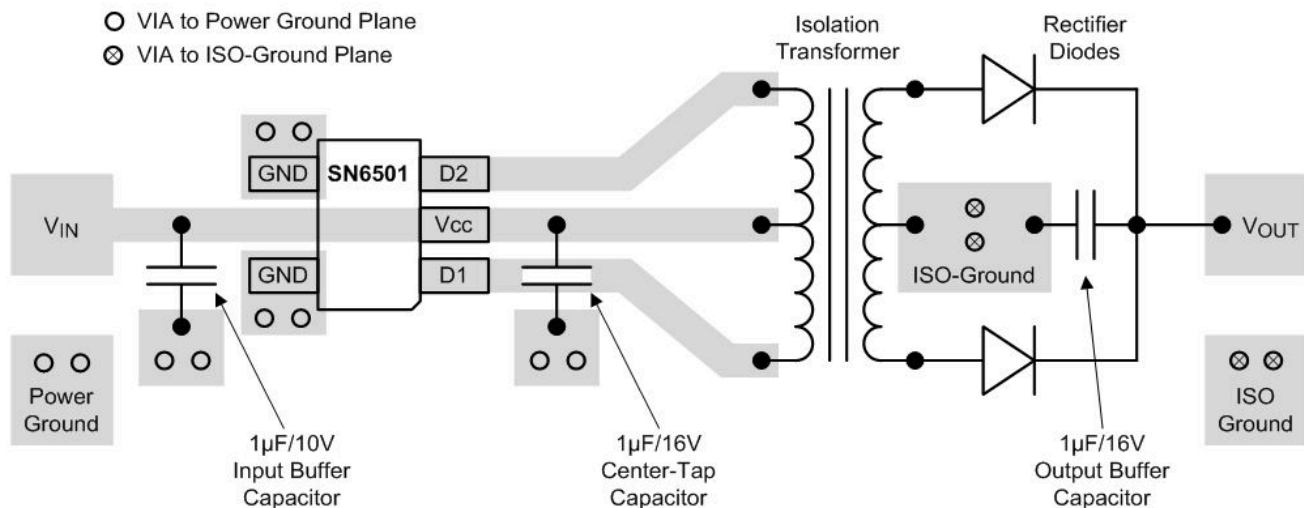 VIA to Power Ground Plane
VIA to ISO-Ground Plane
Isolation
Transformer
Rectifier
Diodes
GND
SN6501
D2
VIN
Vcc
VOUT
GND
D1
ISO-Ground
Power
Ground
ISO
Ground
1µF/10V
Input Buffer
Capacitor
1µF/16V
Center-Tap
Capacitor
1µF/16V
Output Buffer
Capacitor